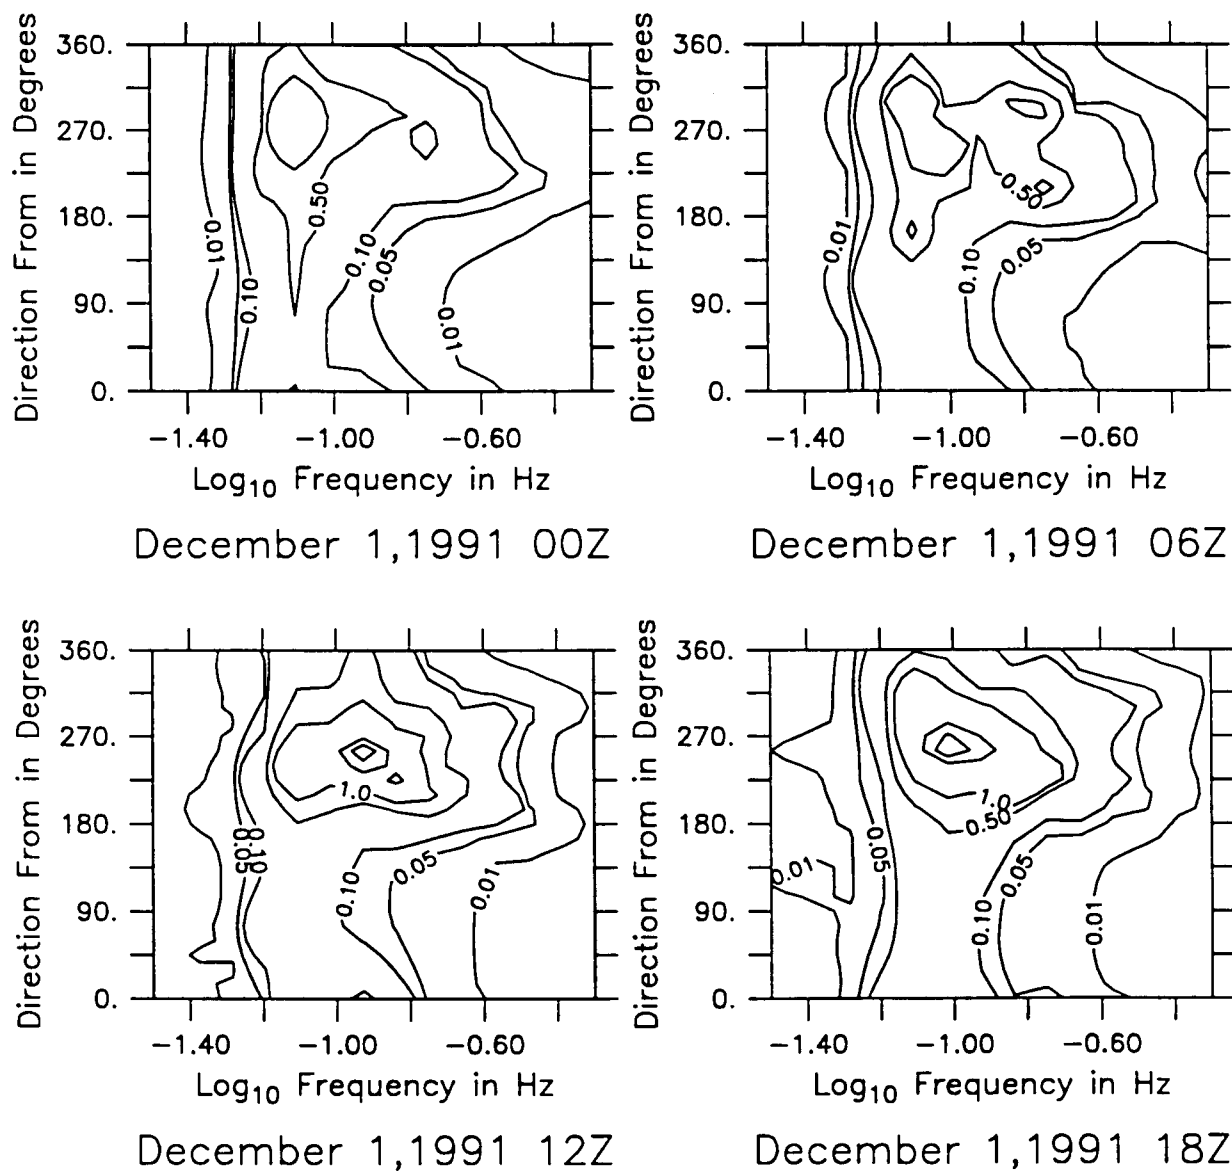 Direction From in Degrees
360.
270.
180.
90.
0.
0.01
0.10
0.50
0.10
0.05
0.01
−1.40 −1.00 −0.60
Log10 Frequency in Hz
December 1,1991 00Z
Direction From in Degrees
360.
270.
180.
90.
0.
0.01
0.50
0.10
0.05
−1.40 −1.00 −0.60
Log10 Frequency in Hz
December 1,1991 06Z
Direction From in Degrees
360.
270.
180.
90.
0.
1.0
0.05
0.10
0.10
0.05
0.01
−1.40 −1.00 −0.60
Log10 Frequency in Hz
December 1,1991 12Z
Direction From in Degrees
360.
270.
180.
90.
0.
1.0
0.50
0.01
0.05
0.10
0.05
0.01
−1.40 −1.00 −0.60
Log10 Frequency in Hz
December 1,1991 18Z